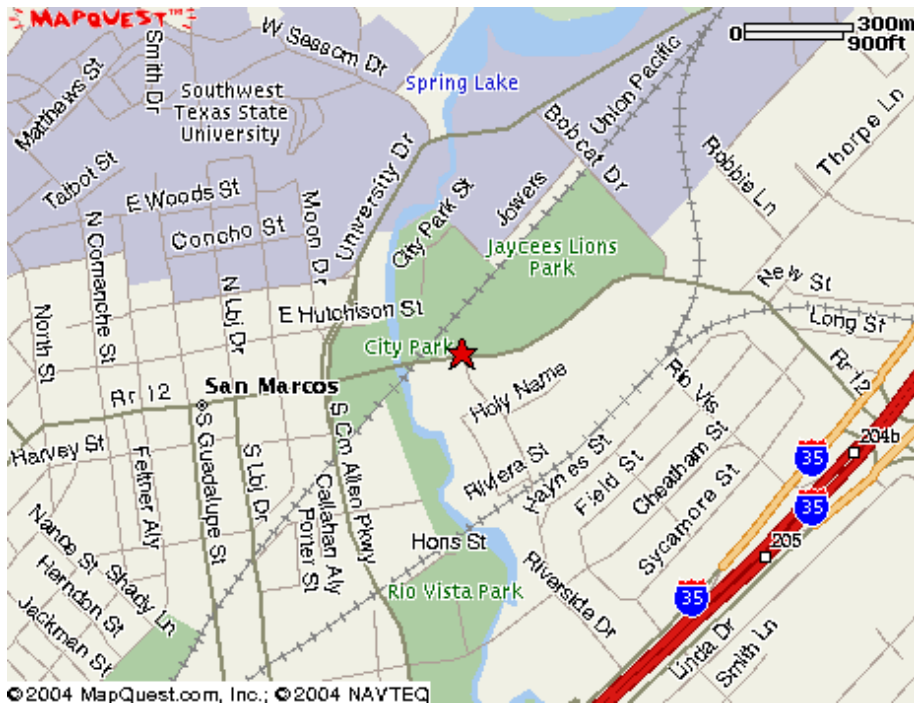 MAPQUEST™
0 300m
900ft
W Sessom Dr
Smith Dr
Matthews St
Southwest
Texas State
University
Spring Lake
Union Pacific
Bobcat Dr
Thorpe Ln
Robbie Ln
Talbot St
E Woods St
N Comanche St
Concho St
Moon Dr
University Dr
City Park St
Jowers
Jaycees Lions
Park
New St
Long St
North St
N Lbj Dr
E Hutchison St
City Park
Rr 12
San Marcos
Rr 12
Holy Name
Rio Vis
Harvey St
Feltner Ally
S Guadalupe St
S Lbj Dr
S Cm Allen Pkwy
Callahan Aly
Porter St
Rivera St
Haynes St
Field St
Cheatham St
Sycamore St
204b
35
35
205
35
Nance St
Shady Ln
Herndon St
Jackman St
Hons St
Rio Vista Park
Riverside Dr
Linda Dr
Smith Ln
©2004 MapQuest.com, Inc.; ©2004 NAVTEQ